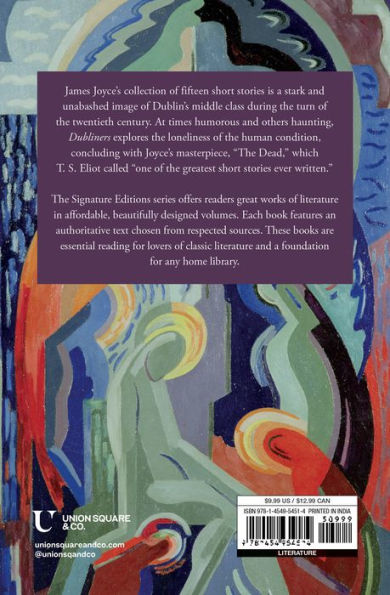 James Joyce's collection of fifteen short stories is a stark and
unabashed image of Dublin's middle class during the turn of
the twentieth century. At times humorous and others haunting,
Dubliners explores the loneliness of the human condition,
concluding with Joyce's masterpiece, “The Dead,” which
T. S. Eliot called “one of the greatest short stories ever written.”
The Signature Editions series offers readers great works of literature
in affordable, beautifully designed volumes. Each book features an
authoritative text chosen from respected sources. These books are
essential reading for lovers of classic literature and a foundation
for any home library.
U UNION SQUARE
& CO.
unionsquareandco.com
@unionsqandco
$9.99 US / $12.99 CAN
ISBN 978-1-4549-5451-4 PRINTED IN INDIA
50999
9 781454 954514
LITERATURE